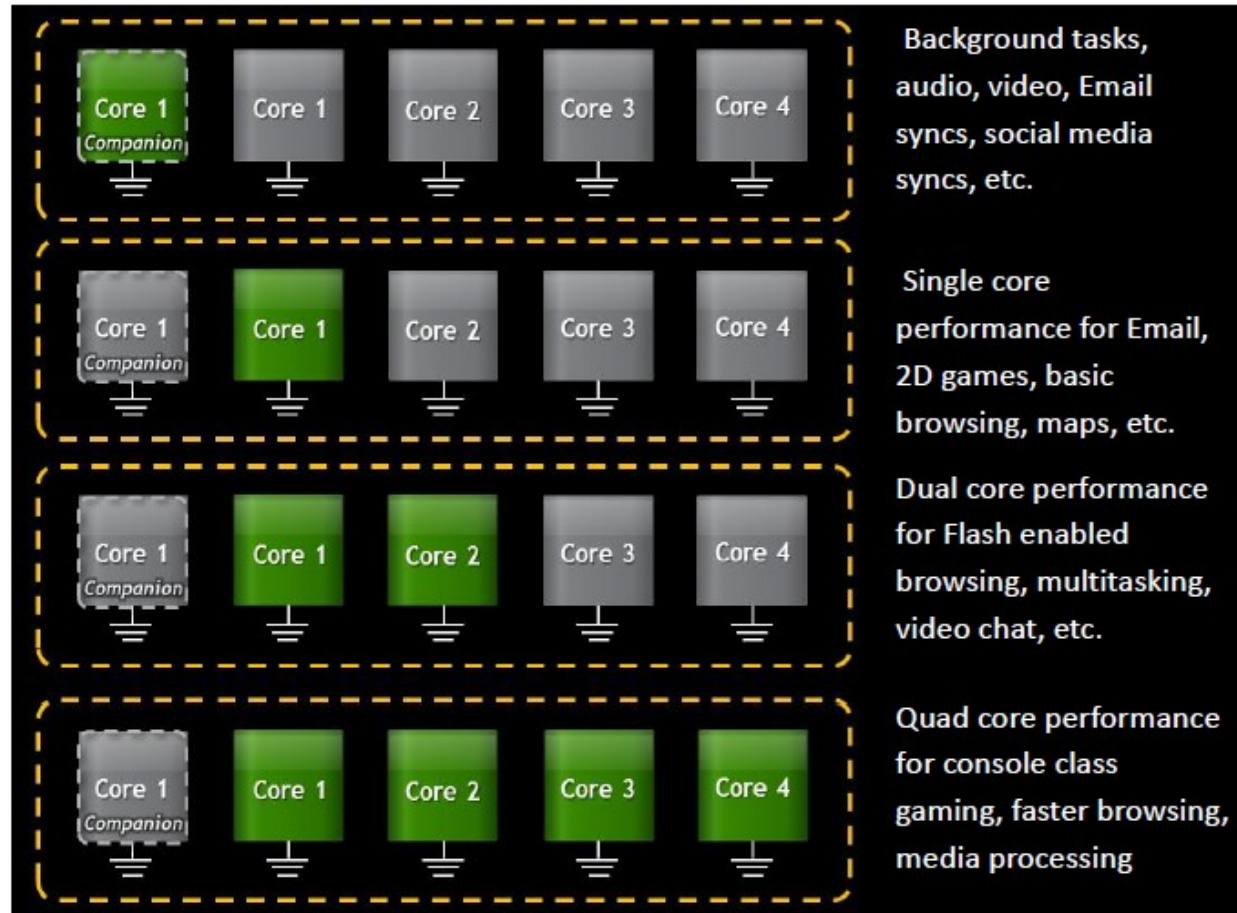 Core 1
Companion
Core 1
Core 2
Core 3
Core 4
Background tasks,
audio, video, Email
syncs, social media
syncs, etc.
Core 1
Companion
Core 1
Core 2
Core 3
Core 4
Single core
performance for Email,
2D games, basic
browsing, maps, etc.
Core 1
Companion
Core 1
Core 2
Core 3
Core 4
Dual core performance
for Flash enabled
browsing, multitasking,
video chat, etc.
Core 1
Companion
Core 1
Core 2
Core 3
Core 4
Quad core performance
for console class
gaming, faster browsing,
media processing